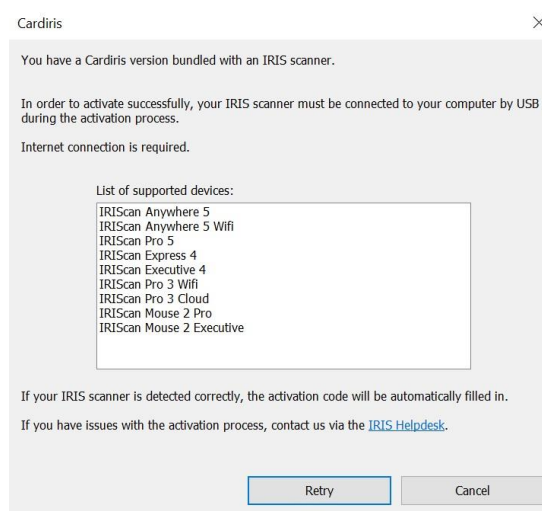 Cardiris
You have a Cardiris version bundled with an IRIS scanner.
In order to activate successfully, your IRIS scanner must be connected to your computer by USB
during the activation process.
Internet connection is required.
List of supported devices:
IRIScan Anywhere 5
IRIScan Anywhere 5 Wifi
IRIScan Pro 5
IRIScan Express 4
IRIScan Executive 4
IRIScan Pro 3 Wifi
IRIScan Pro 3 Cloud
IRIScan Mouse 2 Pro
IRIScan Mouse 2 Executive
If your IRIS scanner is detected correctly, the activation code will be automatically filled in.
If you have issues with the activation process, contact us via the IRIS Helpdesk.
Retry Cancel